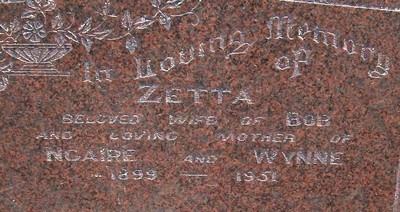 In Loving Memory
of
ZETTA
BELOVED WIFE OF BOB
AND LOVING MOTHER OF
NGAIRE AND WYNNE
1899 – 1951